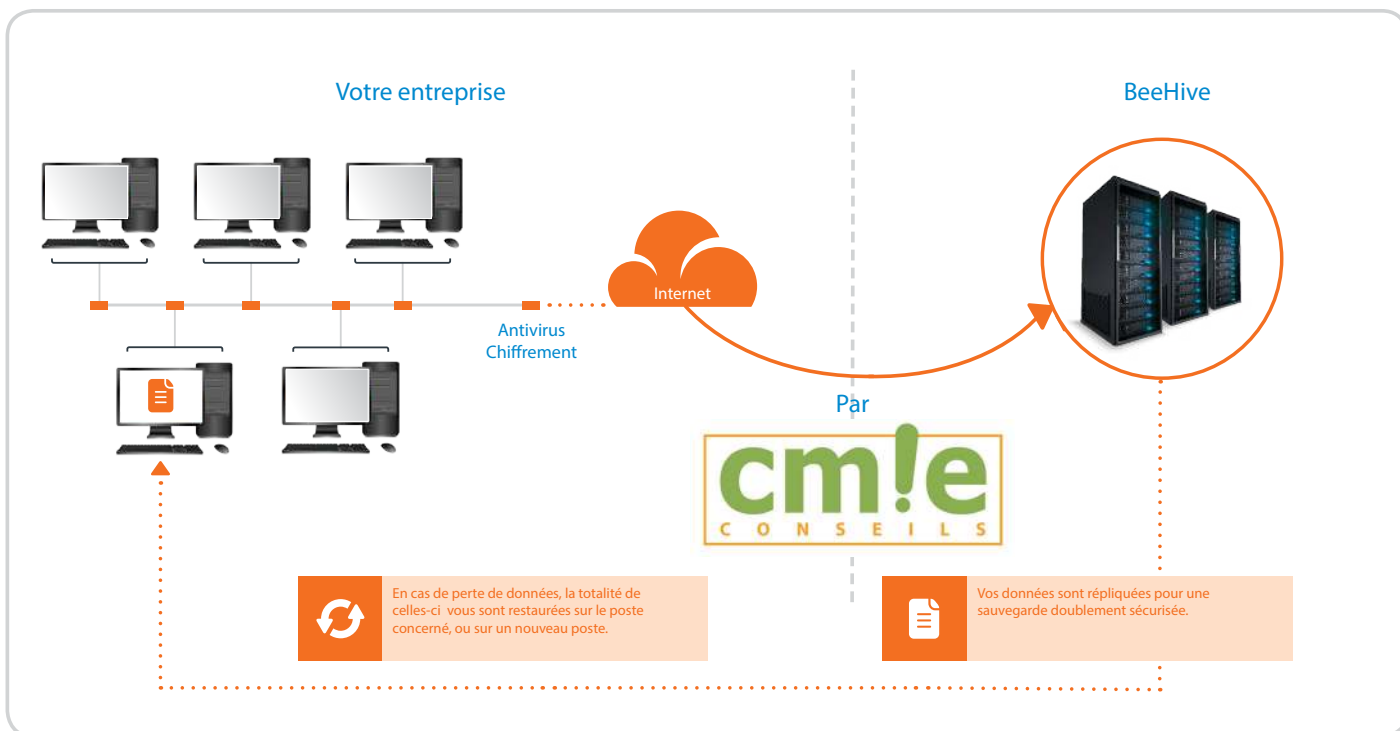 Votre entreprise
BeeHive
Internet
Antivirus
Chiffrement
Par
cm!e
CONSEILS
En cas de perte de données, la totalité de
celles-ci vous sont restaurées sur le poste
concerné, ou sur un nouveau poste.
Vos données sont répliquées pour une
sauvegarde doublement sécurisée.